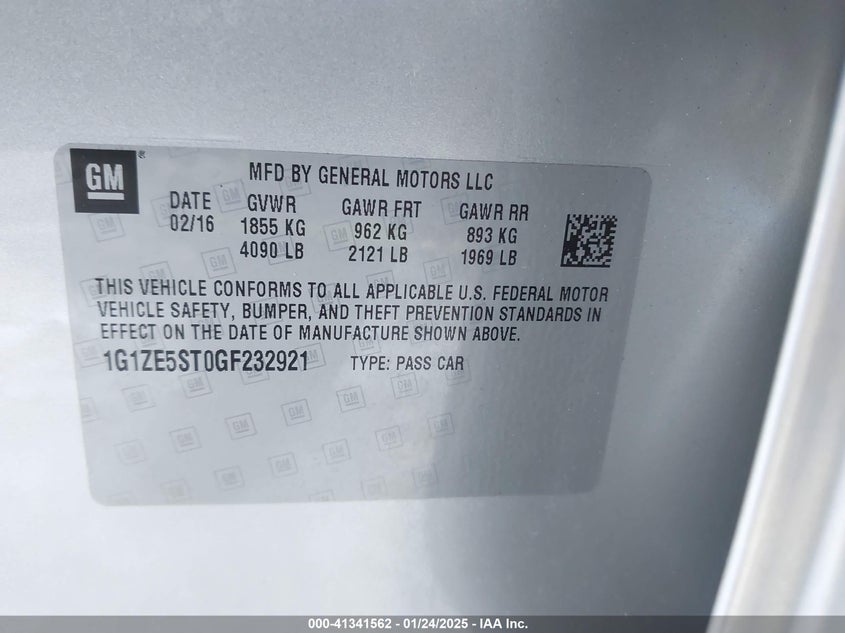 GM
MFD BY GENERAL MOTORS LLC
DATE GVWR GAWR FRT GAWR RR
02/16 1855 KG 962 KG 893 KG
4090 LB 2121 LB 1969 LB
THIS VEHICLE CONFORMS TO ALL APPLICABLE U.S. FEDERAL MOTOR
VEHICLE SAFETY, BUMPER, AND THEFT PREVENTION STANDARDS IN
EFFECT ON THE DATE OF MANUFACTURE SHOWN ABOVE.
1G1ZE5ST0GF232921 TYPE: PASS CAR
000-41341562 - 01/24/2025 - IAA Inc.